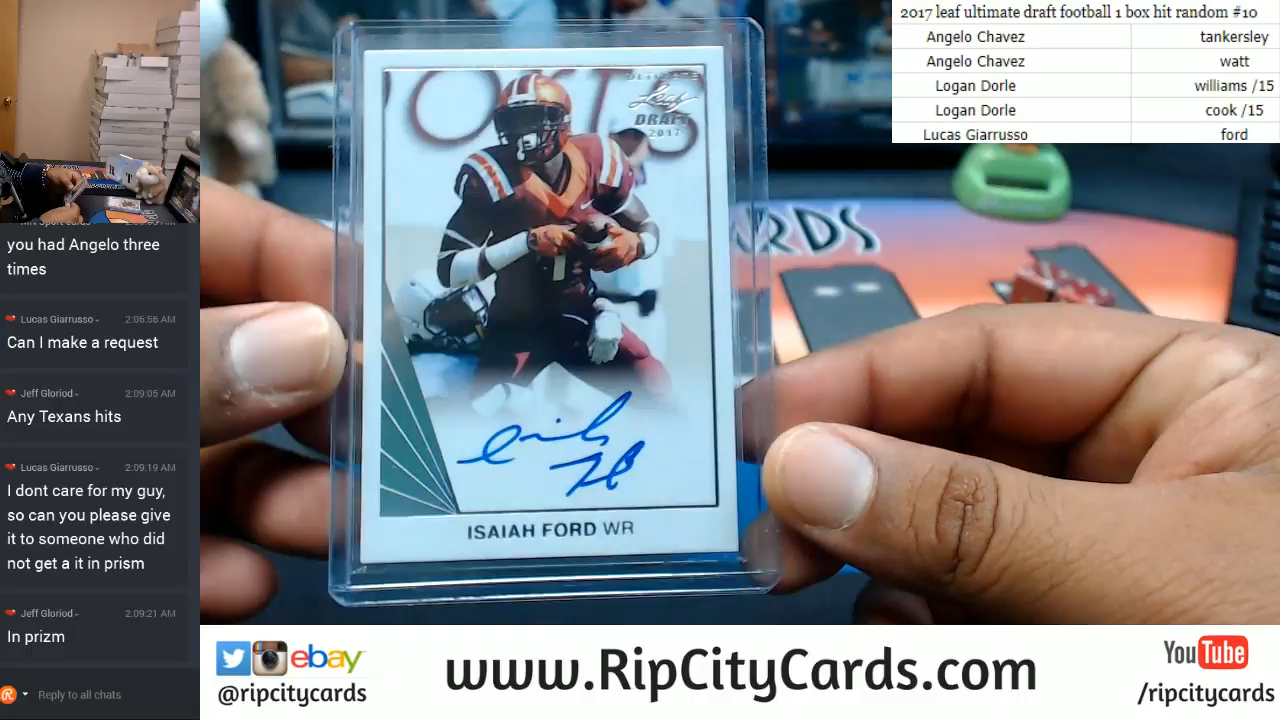 2017 leaf ultimate draft football 1 box hit random #10
Angelo Chavez tankersley
Angelo Chavez watt
Logan Dorle williams /15
Logan Dorle cook /15
Lucas Giarrusso ford
you had Angelo three
times
Lucas Giarrusso 2:06:56 AM
Can I make a request
Jeff Gloriod 2:09:05 AM
Any Texans hits
Lucas Giarrusso 2:09:19 AM
I dont care for my guy,
so can you please give
it to someone who did
not get a it in prism
Jeff Gloriod 2:09:21 AM
In prizm
Reply to all chats
ULTIMATE
Leaf
DRAFT
2017
ISAIAH FORD WR
ebay
@ripcitycards
www.RipCityCards.com
YouTube
/ripcitycards